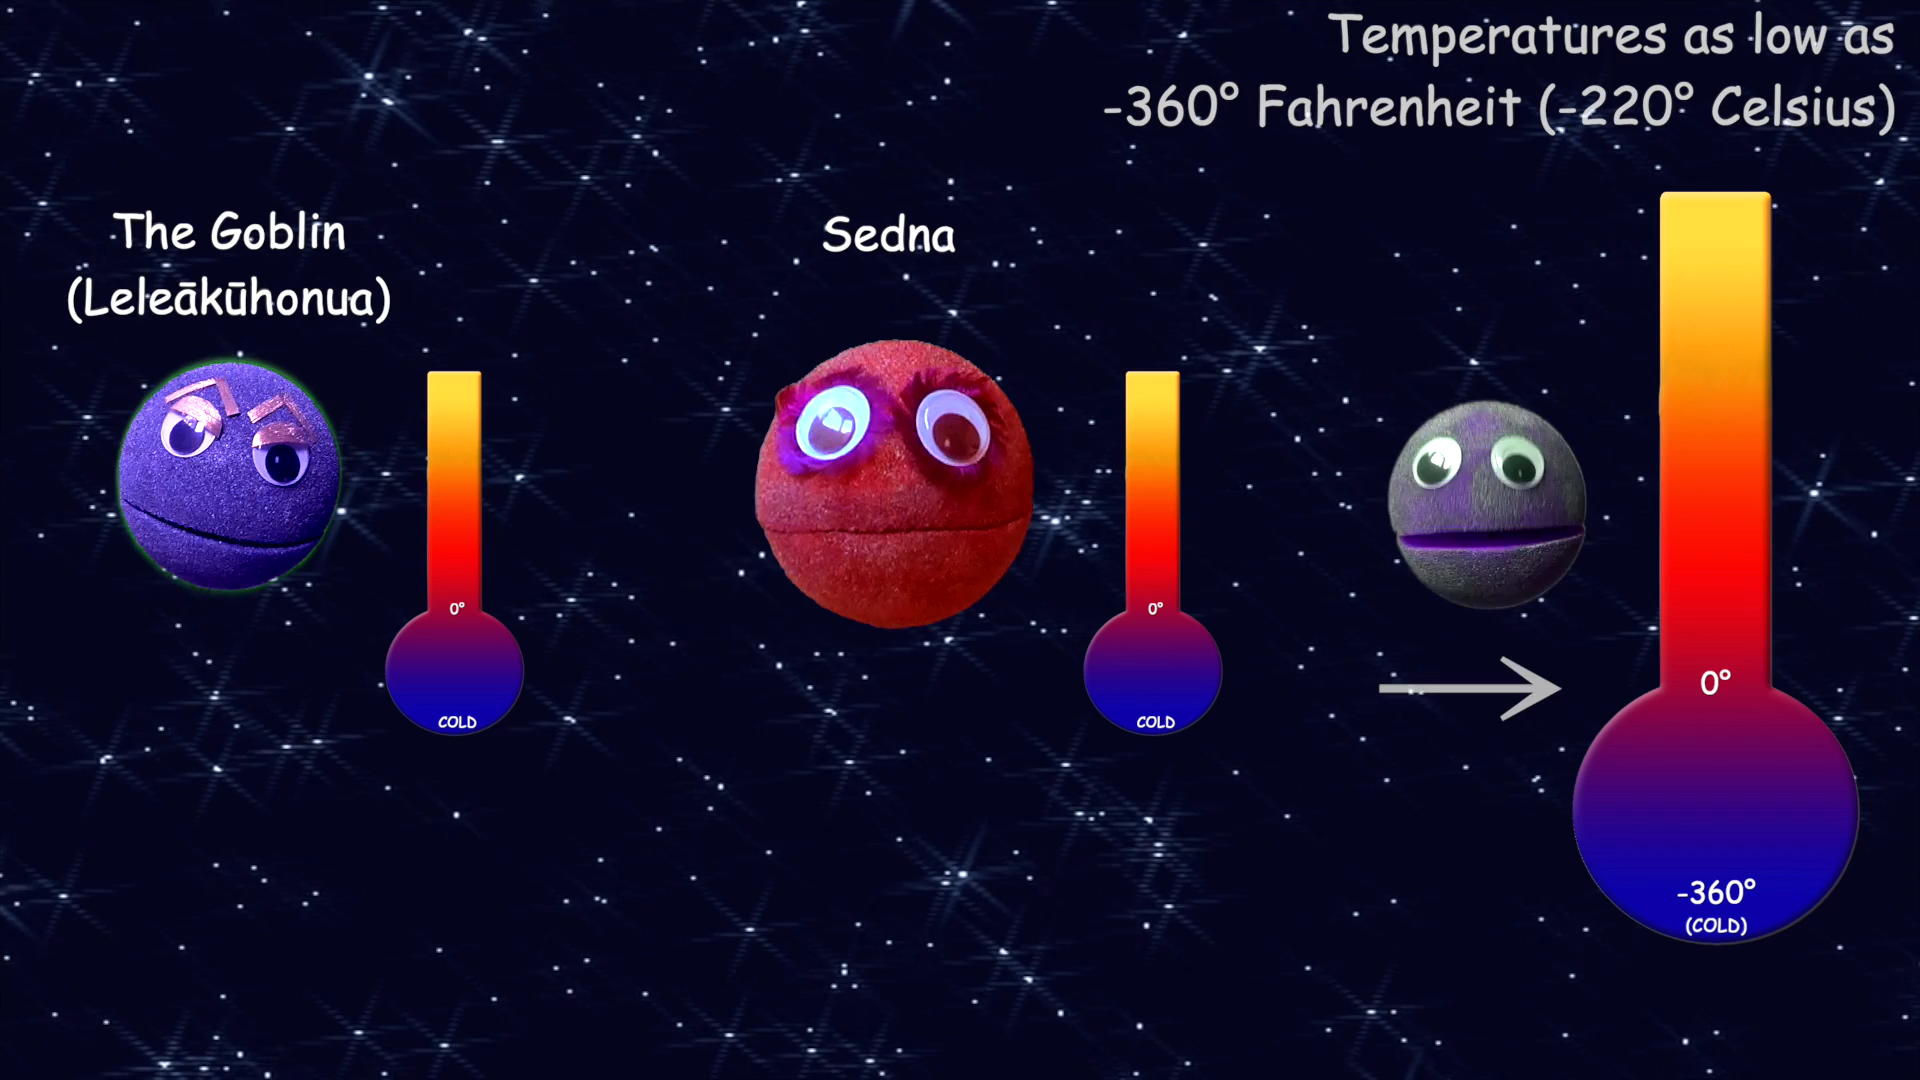 Temperatures as low as
-360° Fahrenheit (-220° Celsius)
The Goblin
(Leleākūhonua)
Sedna
0°
COLD
0°
COLD
0°
-360°
(COLD)